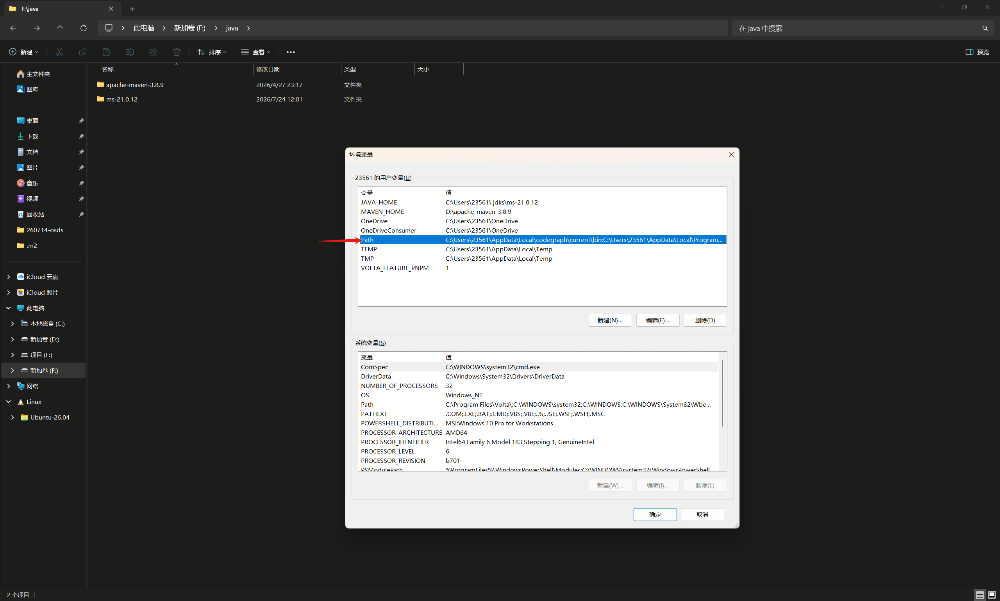 F:\java
此电脑
新加卷 (F:)
java
在 java 中搜索
新建
排序
查看
预览
名称 修改日期 类型 大小
apache-maven-3.8.9 2026/4/27 23:17 文件夹
ms-21.0.12 2026/7/24 12:01 文件夹
主文件夹
图库
桌面
下载
文档
图片
音乐
视频
回收站
260714-osds
.m2
iCloud 云盘
iCloud 照片
此电脑
本地磁盘 (C:)
新加卷 (D:)
项目 (E:)
新加卷 (F:)
网络
Linux
Ubuntu-26.04
2 个项目
环境变量
23561 的用户变量(U)
变量 值
JAVA_HOME C:\Users\23561\.jdks\ms-21.0.12
MAVEN_HOME D:\apache-maven-3.8.9
OneDrive C:\Users\23561\OneDrive
OneDriveConsumer C:\Users\23561\OneDrive
Path C:\Users\23561\AppData\Local\codegraph\current\bin;C:\Users\23561\AppData\Local\Program...
TEMP C:\Users\23561\AppData\Local\Temp
TMP C:\Users\23561\AppData\Local\Temp
VOLTA_FEATURE_PNPM 1
新建(N)... 编辑(E)... 删除(D)
系统变量(S)
变量 值
ComSpec C:\WINDOWS\system32\cmd.exe
DriverData C:\Windows\System32\Drivers\DriverData
NUMBER_OF_PROCESSORS 32
OS Windows_NT
Path C:\Program Files\Volta\;C:\WINDOWS\system32;C:\WINDOWS;C:\WINDOWS\System32\Wbe...
PATHEXT .COM;.EXE;.BAT;.CMD;.VBS;.VBE;.JS;.JSE;.WSF;.WSH;.MSC
POWERSHELL_DISTRIBUTI... MSI:Windows 10 Pro for Workstations
PROCESSOR_ARCHITECTURE AMD64
PROCESSOR_IDENTIFIER Intel64 Family 6 Model 183 Stepping 1, GenuineIntel
PROCESSOR_LEVEL 6
PROCESSOR_REVISION b701
PSModulePath %ProgramFiles%\WindowsPowerShell\Modules;C:\WINDOWS\system32\WindowsPowerShell
新建(W)... 编辑(I)... 删除(L)
确定 取消